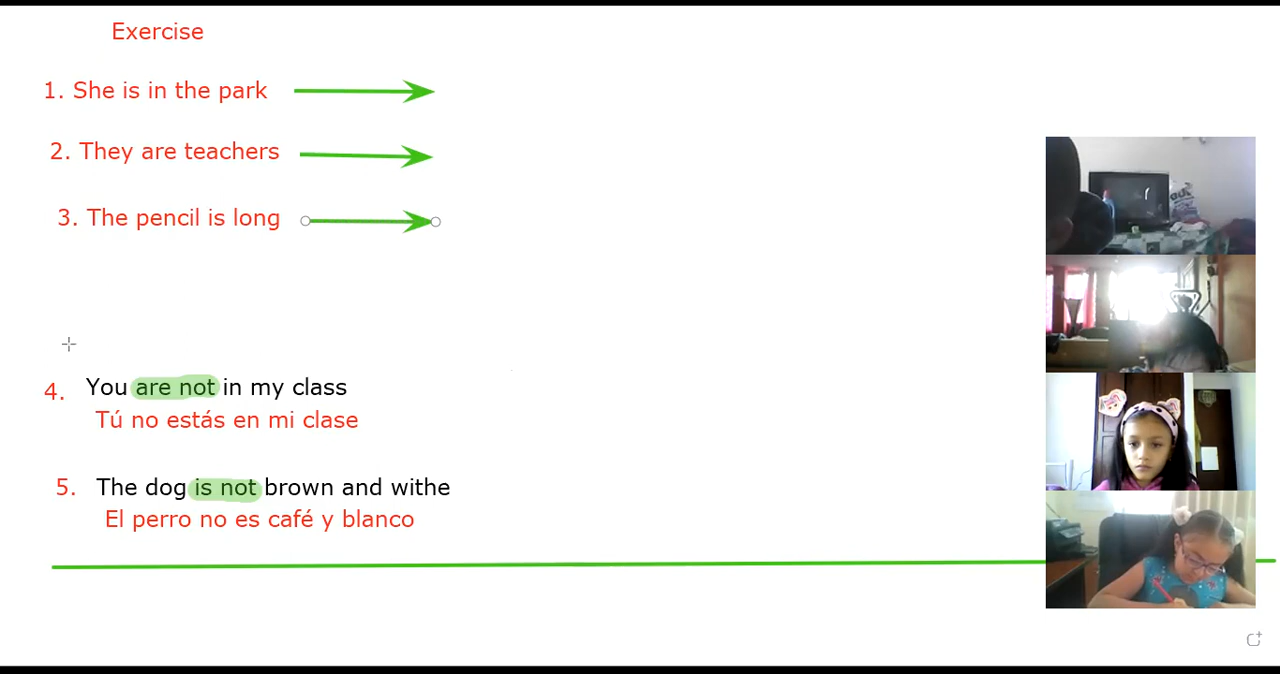 Exercise
1. She is in the park
2. They are teachers
3. The pencil is long
4. You are not in my class
Tú no estás en mi clase
5. The dog is not brown and withe
El perro no es café y blanco